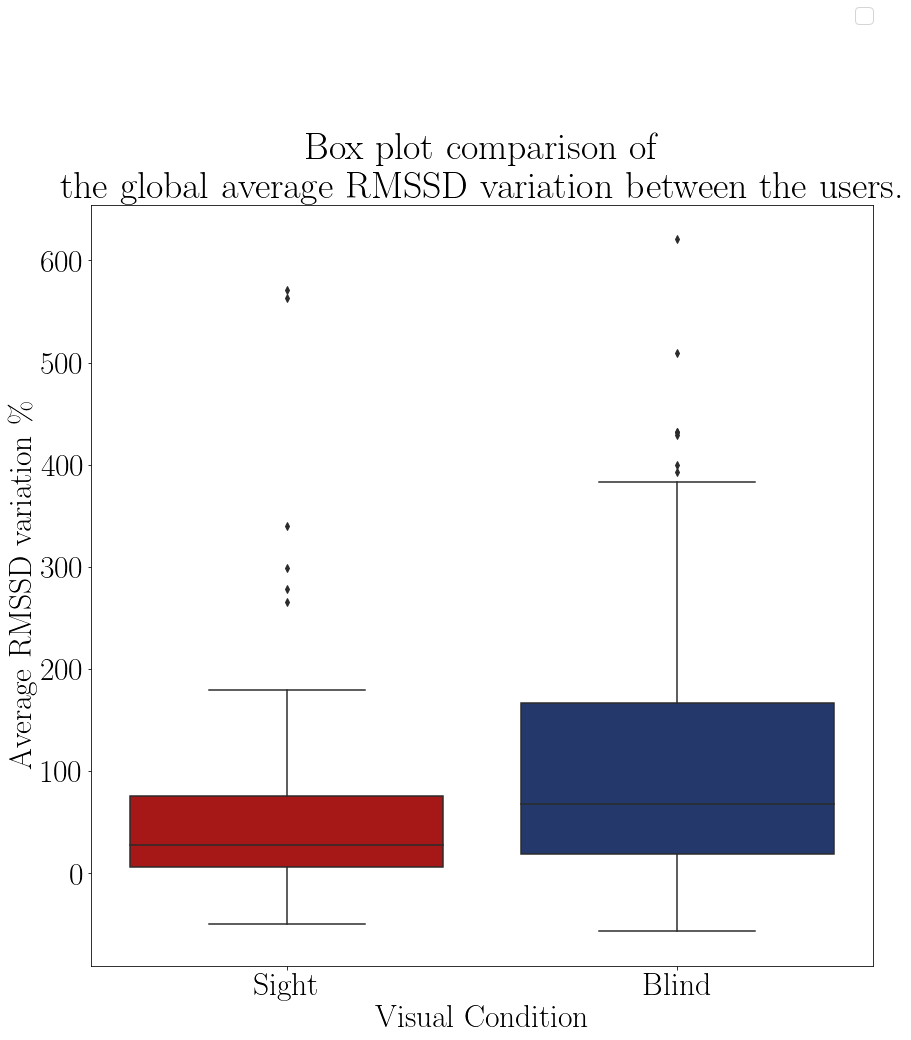 Box plot comparison of
the global average RMSSD variation between the users.
Average RMSSD variation %
600
500
400
300
200
100
0
Sight
Blind
Visual Condition